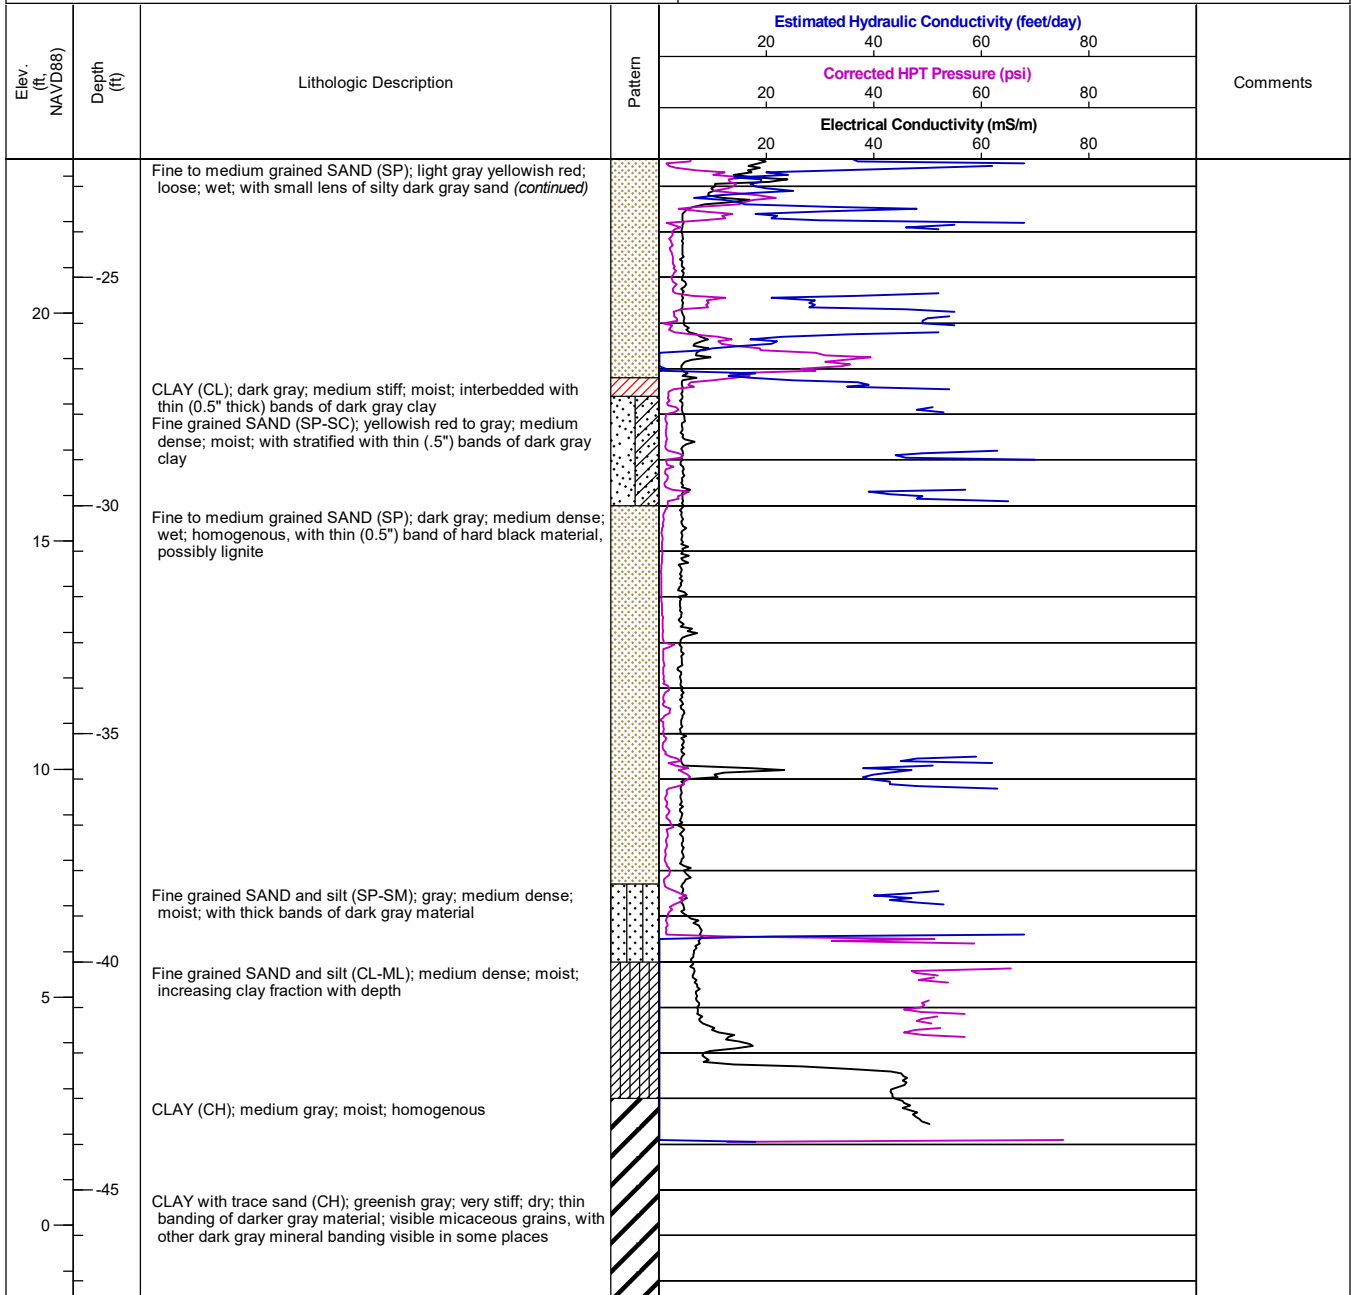 Estimated Hydraulic Conductivity (feet/day)
20 40 60 80
Corrected HPT Pressure (psi)
20 40 60 80
Electrical Conductivity (mS/m)
Elev.
(ft,
NAVD88)
Depth
(ft)
Lithologic Description
Pattern
20 40 60 80
Comments
Fine to medium grained SAND (SP); light gray yellowish red;
loose; wet; with small lens of silty dark gray sand (continued)
-25
20
CLAY (CL); dark gray; medium stiff; moist; interbedded with
thin (0.5" thick) bands of dark gray clay
Fine grained SAND (SP-SC); yellowish red to gray; medium
dense; moist; with stratified with thin (.5") bands of dark gray
clay
-30
Fine to medium grained SAND (SP); dark gray; medium dense;
wet; homogenous, with thin (0.5") band of hard black material,
possibly lignite
15
-35
10
Fine grained SAND and silt (SP-SM); gray; medium dense;
moist; with thick bands of dark gray material
-40
Fine grained SAND and silt (CL-ML); medium dense; moist;
increasing clay fraction with depth
5
CLAY (CH); medium gray; moist; homogenous
-45
CLAY with trace sand (CH); greenish gray; very stiff; dry; thin
banding of darker gray material; visible micaceous grains, with
other dark gray mineral banding visible in some places
0